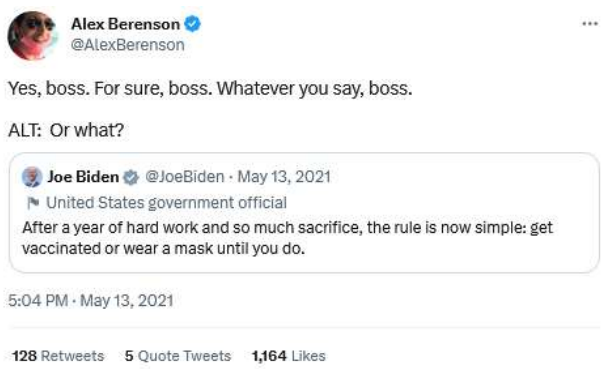 Alex Berenson
@AlexBerenson
Yes, boss. For sure, boss. Whatever you say, boss.
ALT: Or what?
Joe Biden @JoeBiden · May 13, 2021
United States government official
After a year of hard work and so much sacrifice, the rule is now simple: get
vaccinated or wear a mask until you do.
5:04 PM · May 13, 2021
128 Retweets 5 Quote Tweets 1,164 Likes